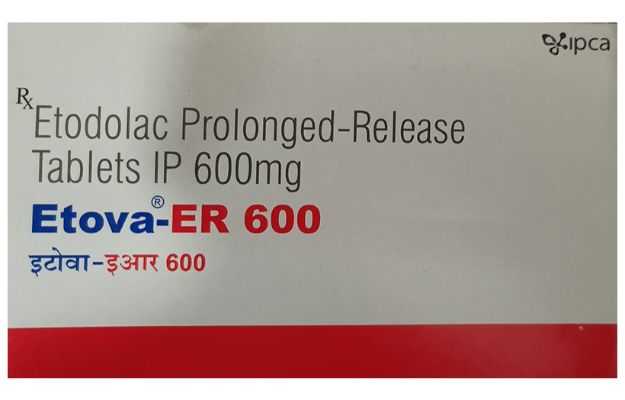 ipca
Rx
Etodolac Prolonged-Release
Tablets IP 600mg
Etova®-ER 600
इटोवा-इआर 600